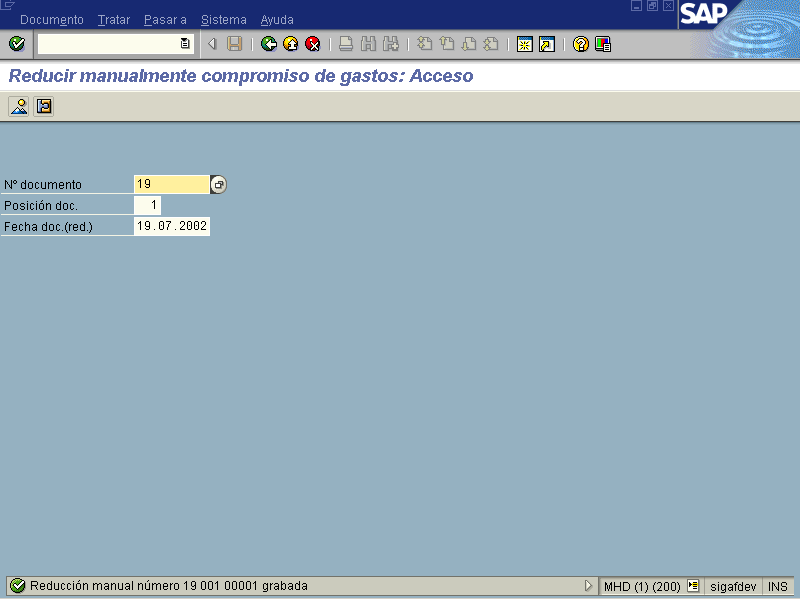 Documento Tratar Pasar a Sistema Ayuda
SAP
Reducir manualmente compromiso de gastos: Acceso
Nº documento 19
Posición doc. 1
Fecha doc.(red.) 19.07.2002
Reducción manual número 19 001 00001 grabada MHD (1) (200) sigafdev INS